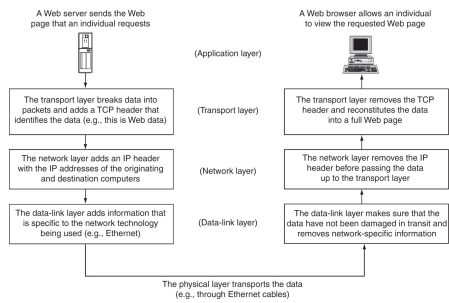 A Web server sends the Web
page that an individual requests
A Web browser allows an individual
to view the requested Web page
(Application layer)
The transport layer breaks data into
packets and adds a TCP header that
identifies the data (e.g., this is Web data)
(Transport layer)
The transport layer removes the TCP
header and reconstitutes the data
into a full Web page
The network layer adds an IP header
with the IP addresses of the originating
and destination computers
(Network layer)
The network layer removes the IP
header before passing the data
up to the transport layer
The data-link layer adds information that
is specific to the network technology
being used (e.g., Ethernet)
(Data-link layer)
The data-link layer makes sure that the
data have not been damaged in transit and
removes network-specific information
The physical layer transports the data
(e.g., through Ethernet cables)